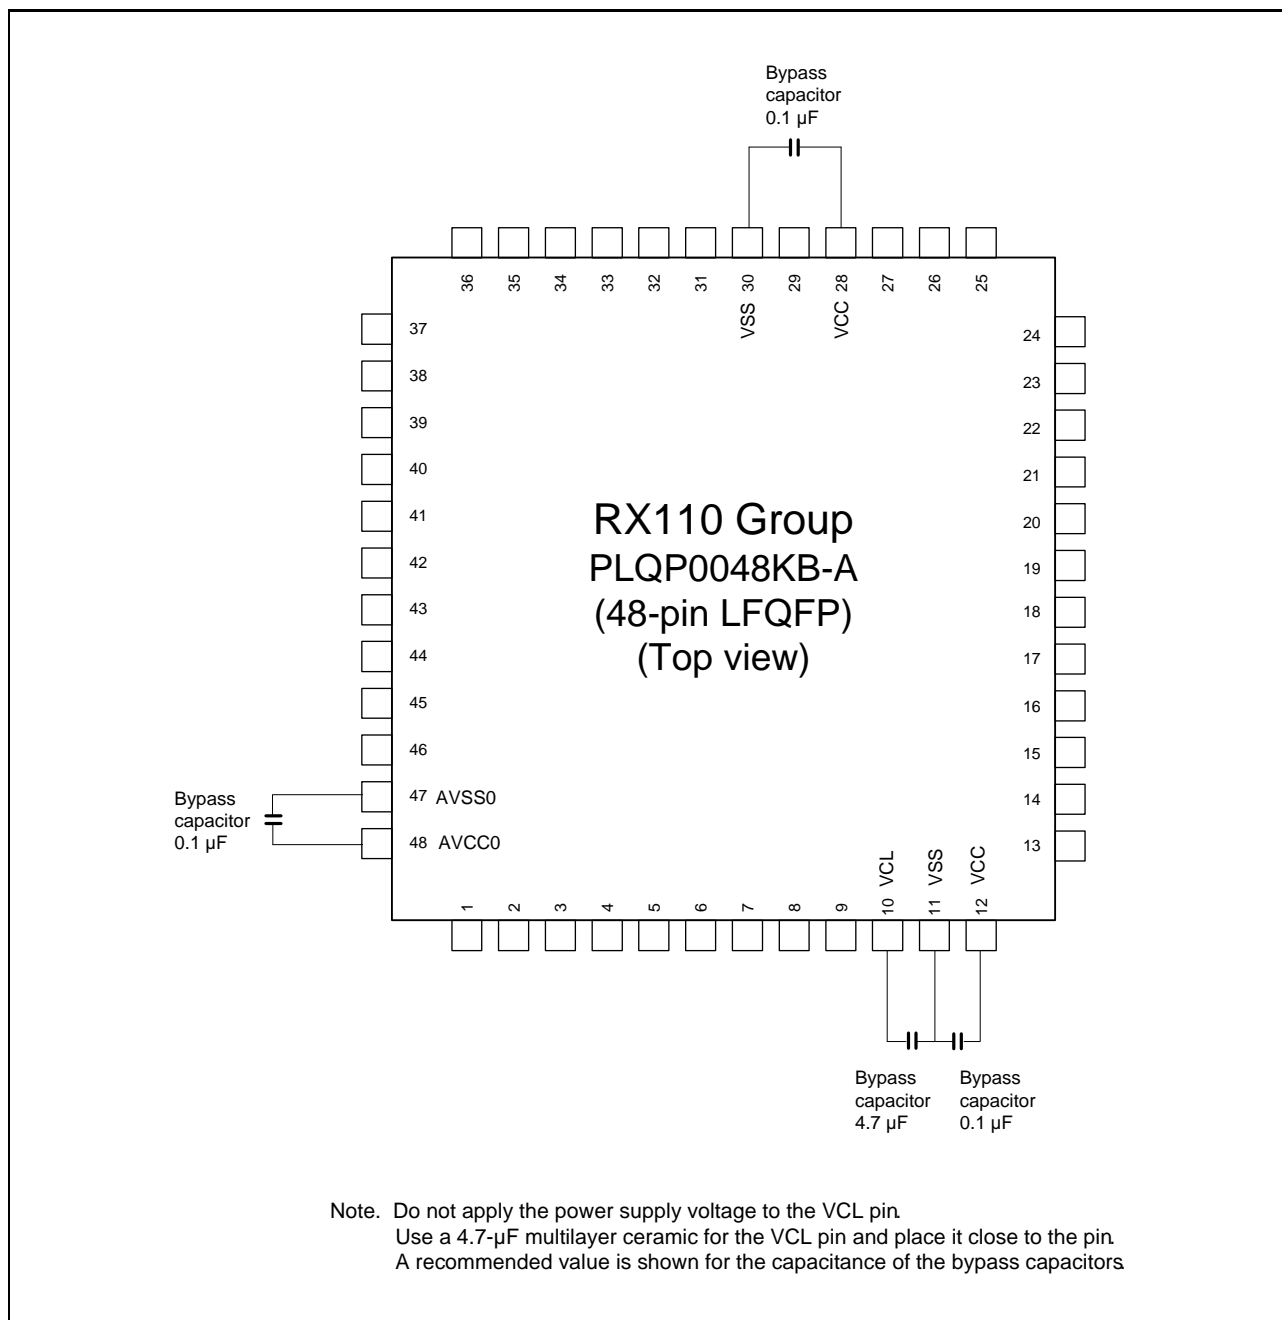 Bypass
capacitor
0.1 µF
36 35 34 33 32 31 30 29 28 27 26 25
VSS VCC
37
38
39
40
41
42
43
44
45
46
47 AVSS0
48 AVCC0
24
23
22
21
20
19
18
17
16
15
14
13
RX110 Group
PLQP0048KB-A
(48-pin LFQFP)
(Top view)
Bypass
capacitor
0.1 µF
VCL VSS VCC
1 2 3 4 5 6 7 8 9 10 11 12
Bypass
capacitor
4.7 µF
Bypass
capacitor
0.1 µF
Note. Do not apply the power supply voltage to the VCL pin.
Use a 4.7-µF multilayer ceramic for the VCL pin and place it close to the pin.
A recommended value is shown for the capacitance of the bypass capacitors.